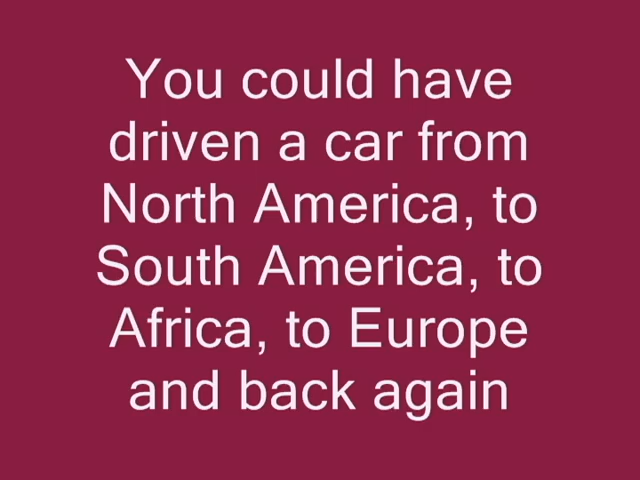 You could have
driven a car from
North America, to
South America, to
Africa, to Europe
and back again